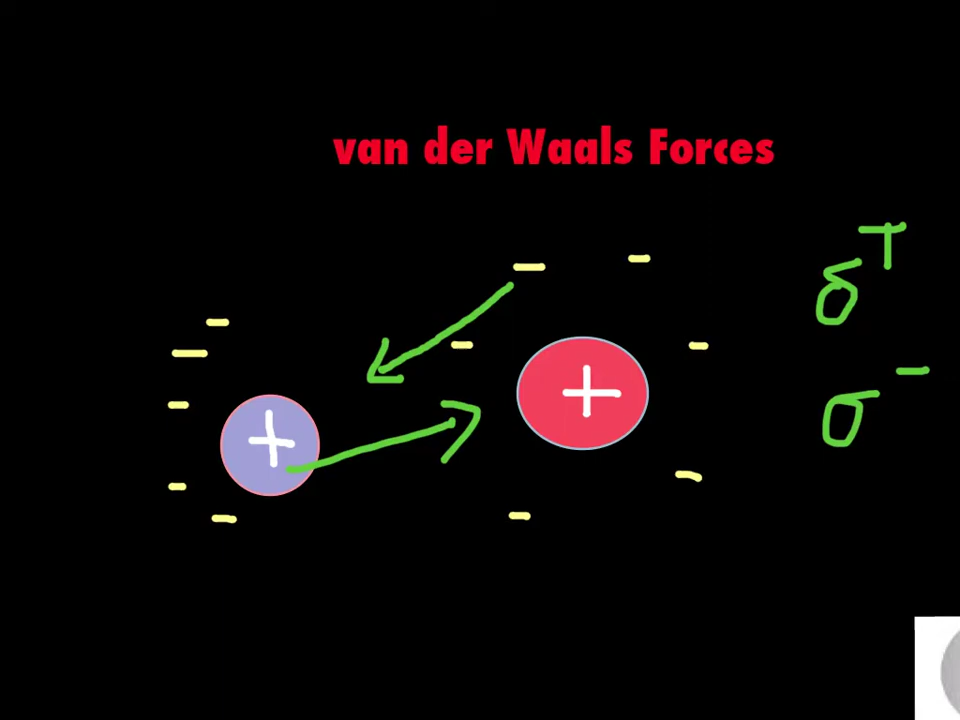 van der Waals Forces
- -
- 
- - -
δ+
-
+
+
σ-
- -
- -